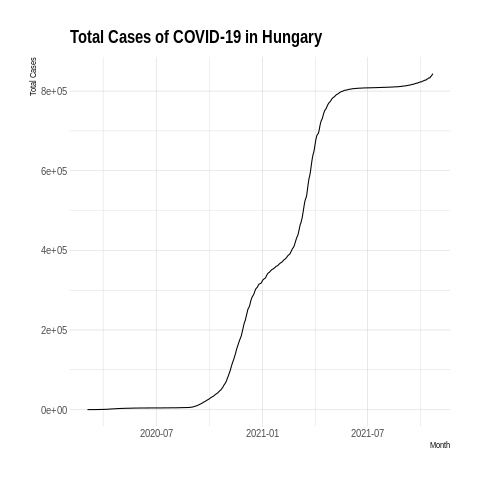 Total Cases of COVID-19 in Hungary
Total Cases
8e+05
6e+05
4e+05
2e+05
0e+00
2020-07
2021-01
2021-07
Month